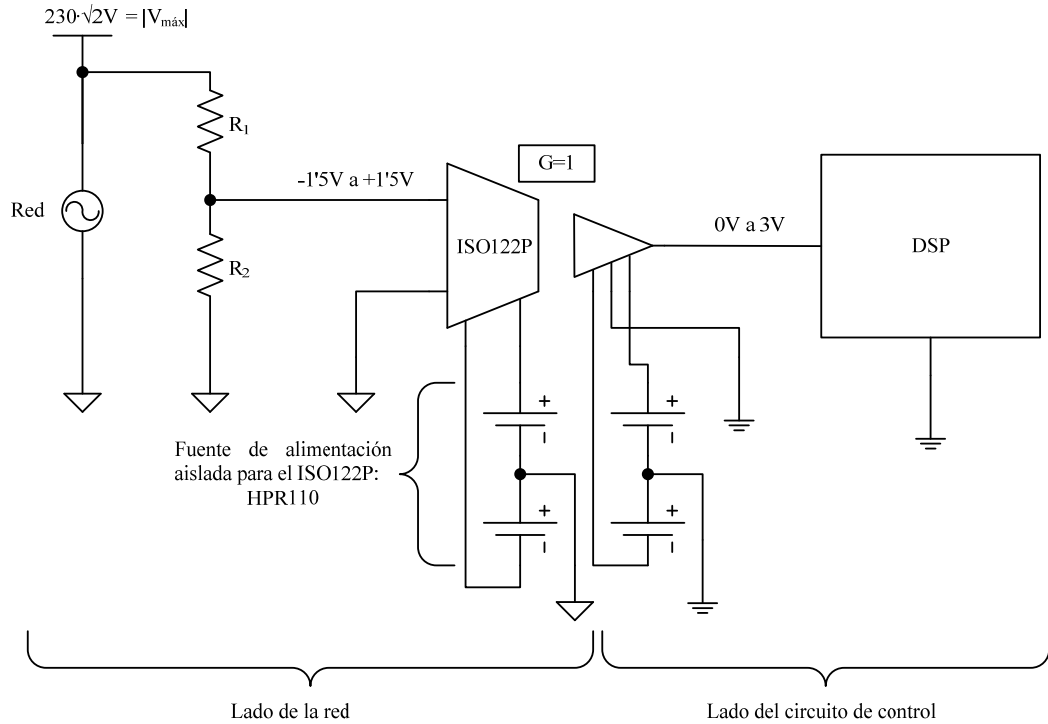 230·√2V = |Vmáx|
R1
Red
-1'5V a +1'5V
G=1
ISO122P
0V a 3V
DSP
R2
+
Fuente de alimentación
aislada para el ISO122P:
HPR110
–
+
–
+
–
+
–
Lado de la red
Lado del circuito de control